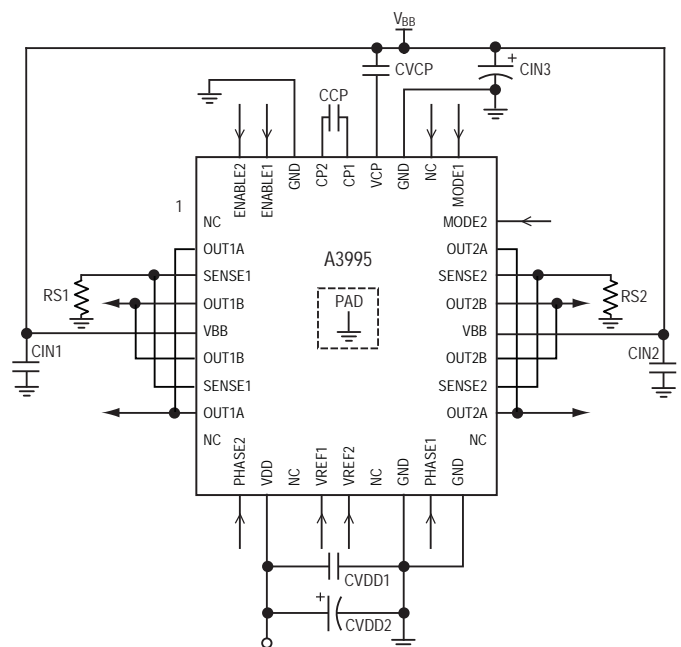 VBB
CVCP
CIN3
CCP
ENABLE2
ENABLE1
GND
CP2
CP1
VCP
GND
NC
MODE1
1
NC
MODE2
OUT1A
A3995
OUT2A
SENSE1
SENSE2
RS1
OUT1B
PAD
OUT2B
RS2
VBB
VBB
CIN1
OUT1B
OUT2B
CIN2
SENSE1
SENSE2
OUT1A
OUT2A
NC
NC
PHASE2
VDD
NC
VREF1
VREF2
NC
GND
PHASE1
GND
CVDD1
CVDD2